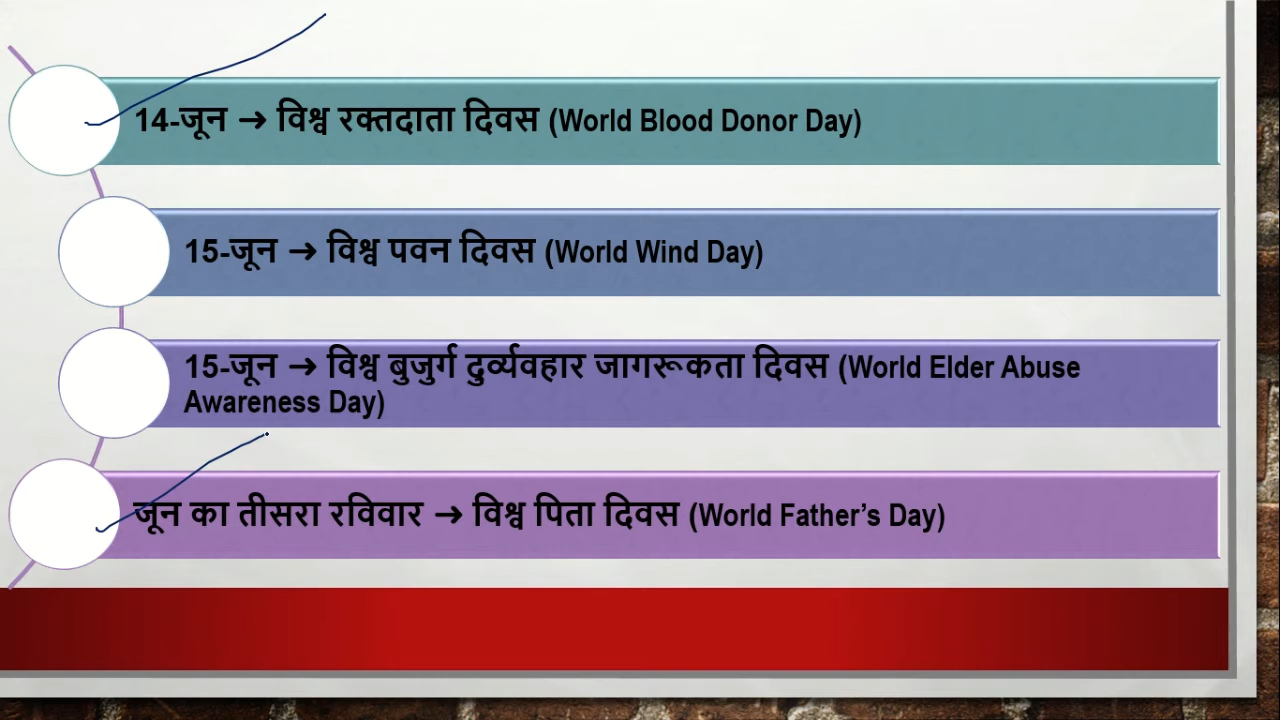 14-जून → विश्व रक्तदाता दिवस (World Blood Donor Day)
15-जून → विश्व पवन दिवस (World Wind Day)
15-जून → विश्व बुजुर्ग दुर्व्यवहार जागरूकता दिवस (World Elder Abuse
Awareness Day)
जून का तीसरा रविवार → विश्व पिता दिवस (World Father’s Day)